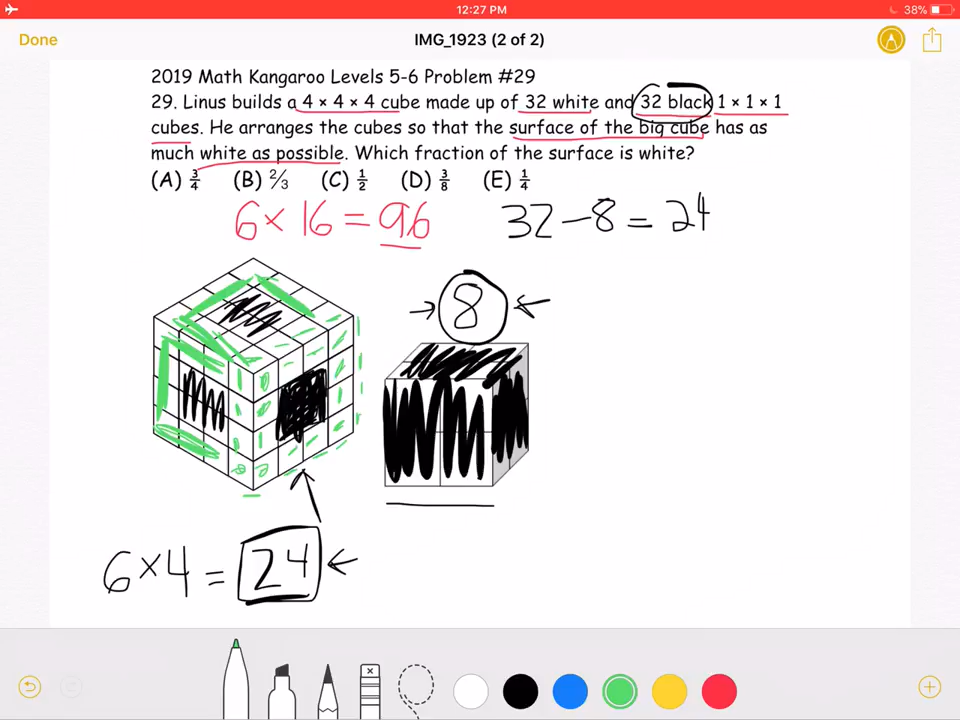 12:27 PM
38%
Done
IMG_1923 (2 of 2)
2019 Math Kangaroo Levels 5-6 Problem #29
29. Linus builds a 4 × 4 × 4 cube made up of 32 white and 32 black 1 × 1 × 1
cubes. He arranges the cubes so that the surface of the big cube has as
much white as possible. Which fraction of the surface is white?
(A) 3/4 (B) 2/3 (C) 1/2 (D) 3/8 (E) 1/4
6 × 16 = 96
32 - 8 = 24
8
6 × 4 = 24